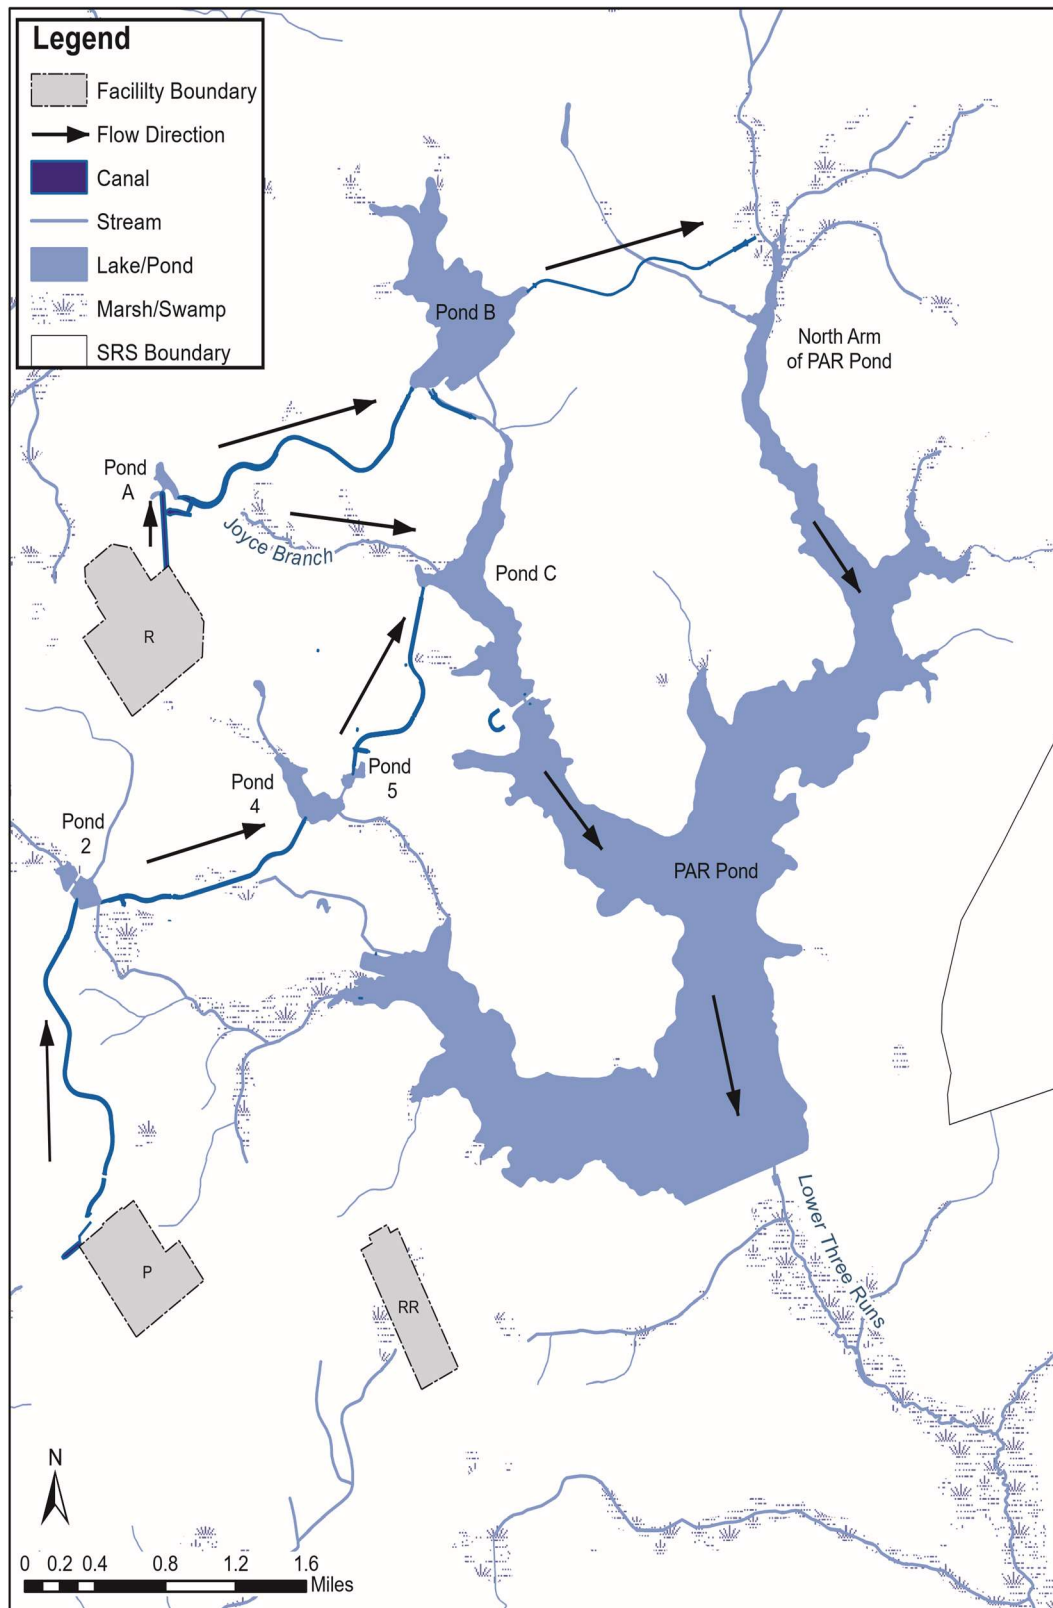 Legend
Facililty Boundary
Flow Direction
Canal
Stream
Lake/Pond
Marsh/Swamp
SRS Boundary
Pond B
North Arm
of PAR Pond
Pond
A
Joyce Branch
Pond C
R
Pond
5
Pond
4
Pond
2
PAR Pond
Lower Three Runs
P
RR
N
0 0.2 0.4 0.8 1.2 1.6
Miles